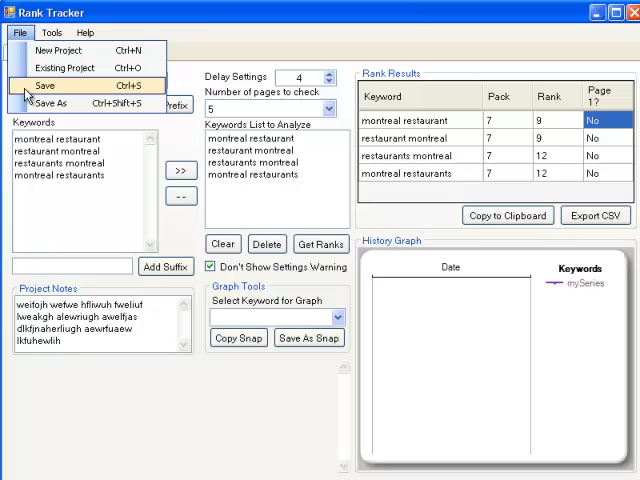 Rank Tracker
File Tools Help
New Project Ctrl+N
Existing Project Ctrl+O
Save Ctrl+S
Save As Ctrl+Shift+S
Prefix
Keywords
montreal restaurant
restaurant montreal
restaurants montreal
montreal restaurants
>>
--
Add Suffix
Project Notes
weifojh wefwe hfliwuh fweliuf
lweakgh alewriugh awelfjas
dlkfjnaherliugh aewrfuaew
lkfuhewlih
Delay Settings 4
Number of pages to check
5
Keywords List to Analyze
montreal restaurant
restaurant montreal
restaurants montreal
montreal restaurants
Clear Delete Get Ranks
Don't Show Settings Warning
Graph Tools
Select Keyword for Graph
Copy Snap Save As Snap
Rank Results
Keyword Pack Rank Page 1?
montreal restaurant 7 9 No
restaurant montreal 7 9 No
restaurants montreal 7 12 No
montreal restaurants 7 12 No
Copy to Clipboard Export CSV
History Graph
Date
Keywords
mySeries